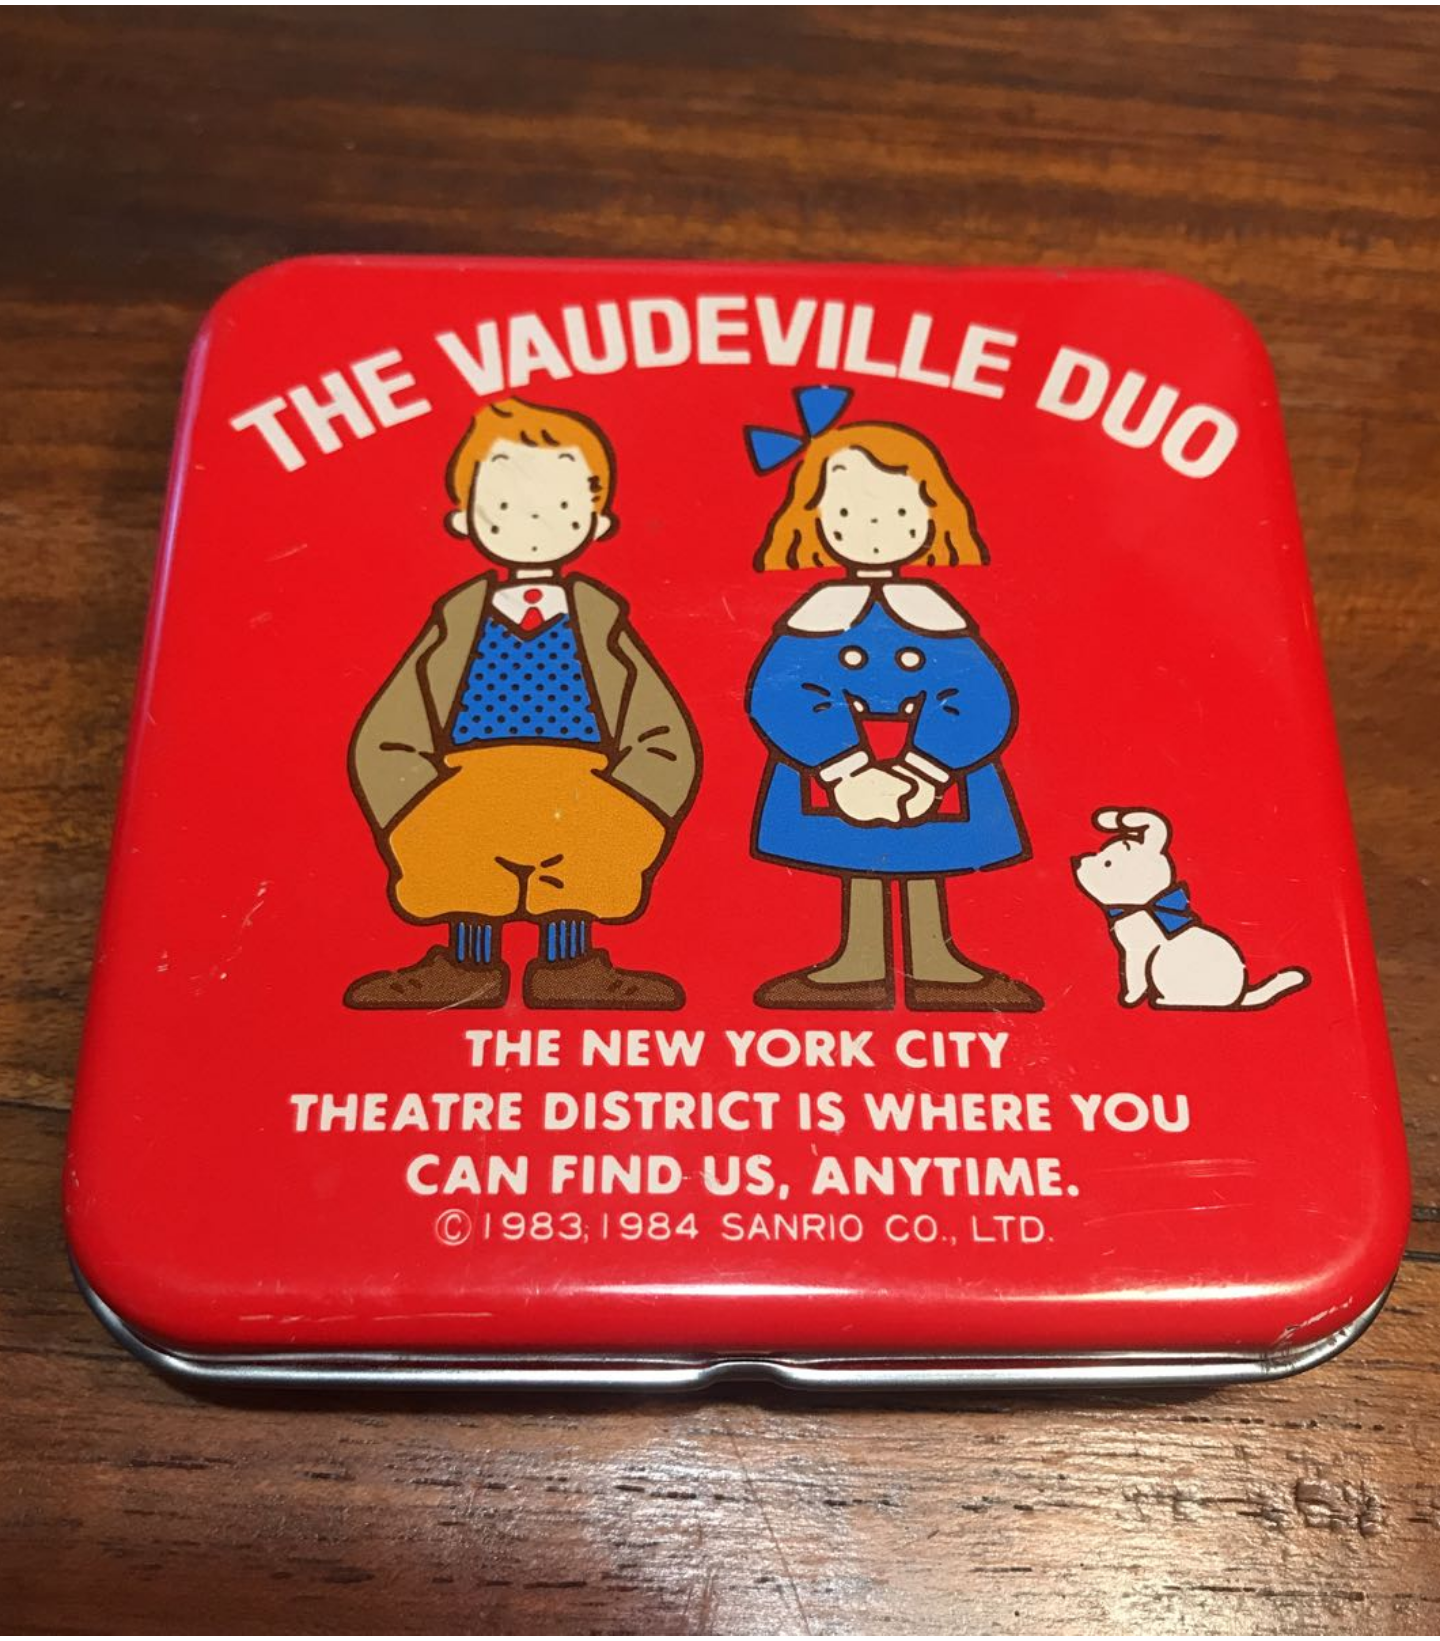 THE VAUDEVILLE DUO
THE NEW YORK CITY
THEATRE DISTRICT IS WHERE YOU
CAN FIND US, ANYTIME.
© 1983, 1984 SANRIO CO., LTD.